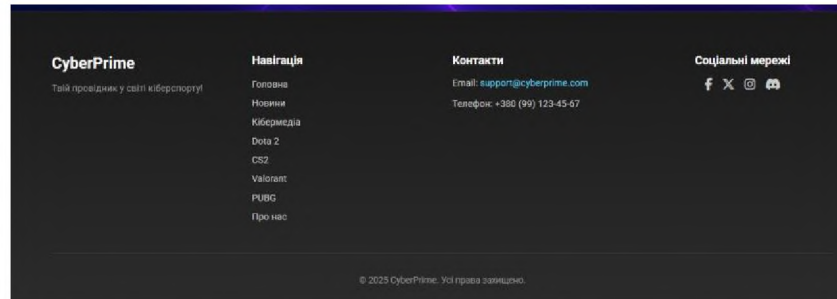 CyberPrime
Твій провідник у світі кіберспорту!
Навігація
Головна
Новини
Кібермедіа
Dota 2
CS2
Valorant
PUBG
Про нас
Контакти
Email: support@cyberprime.com
Телефон: +380 (99) 123-45-67
Соціальні мережі
© 2025 CyberPrime. Усі права захищено.